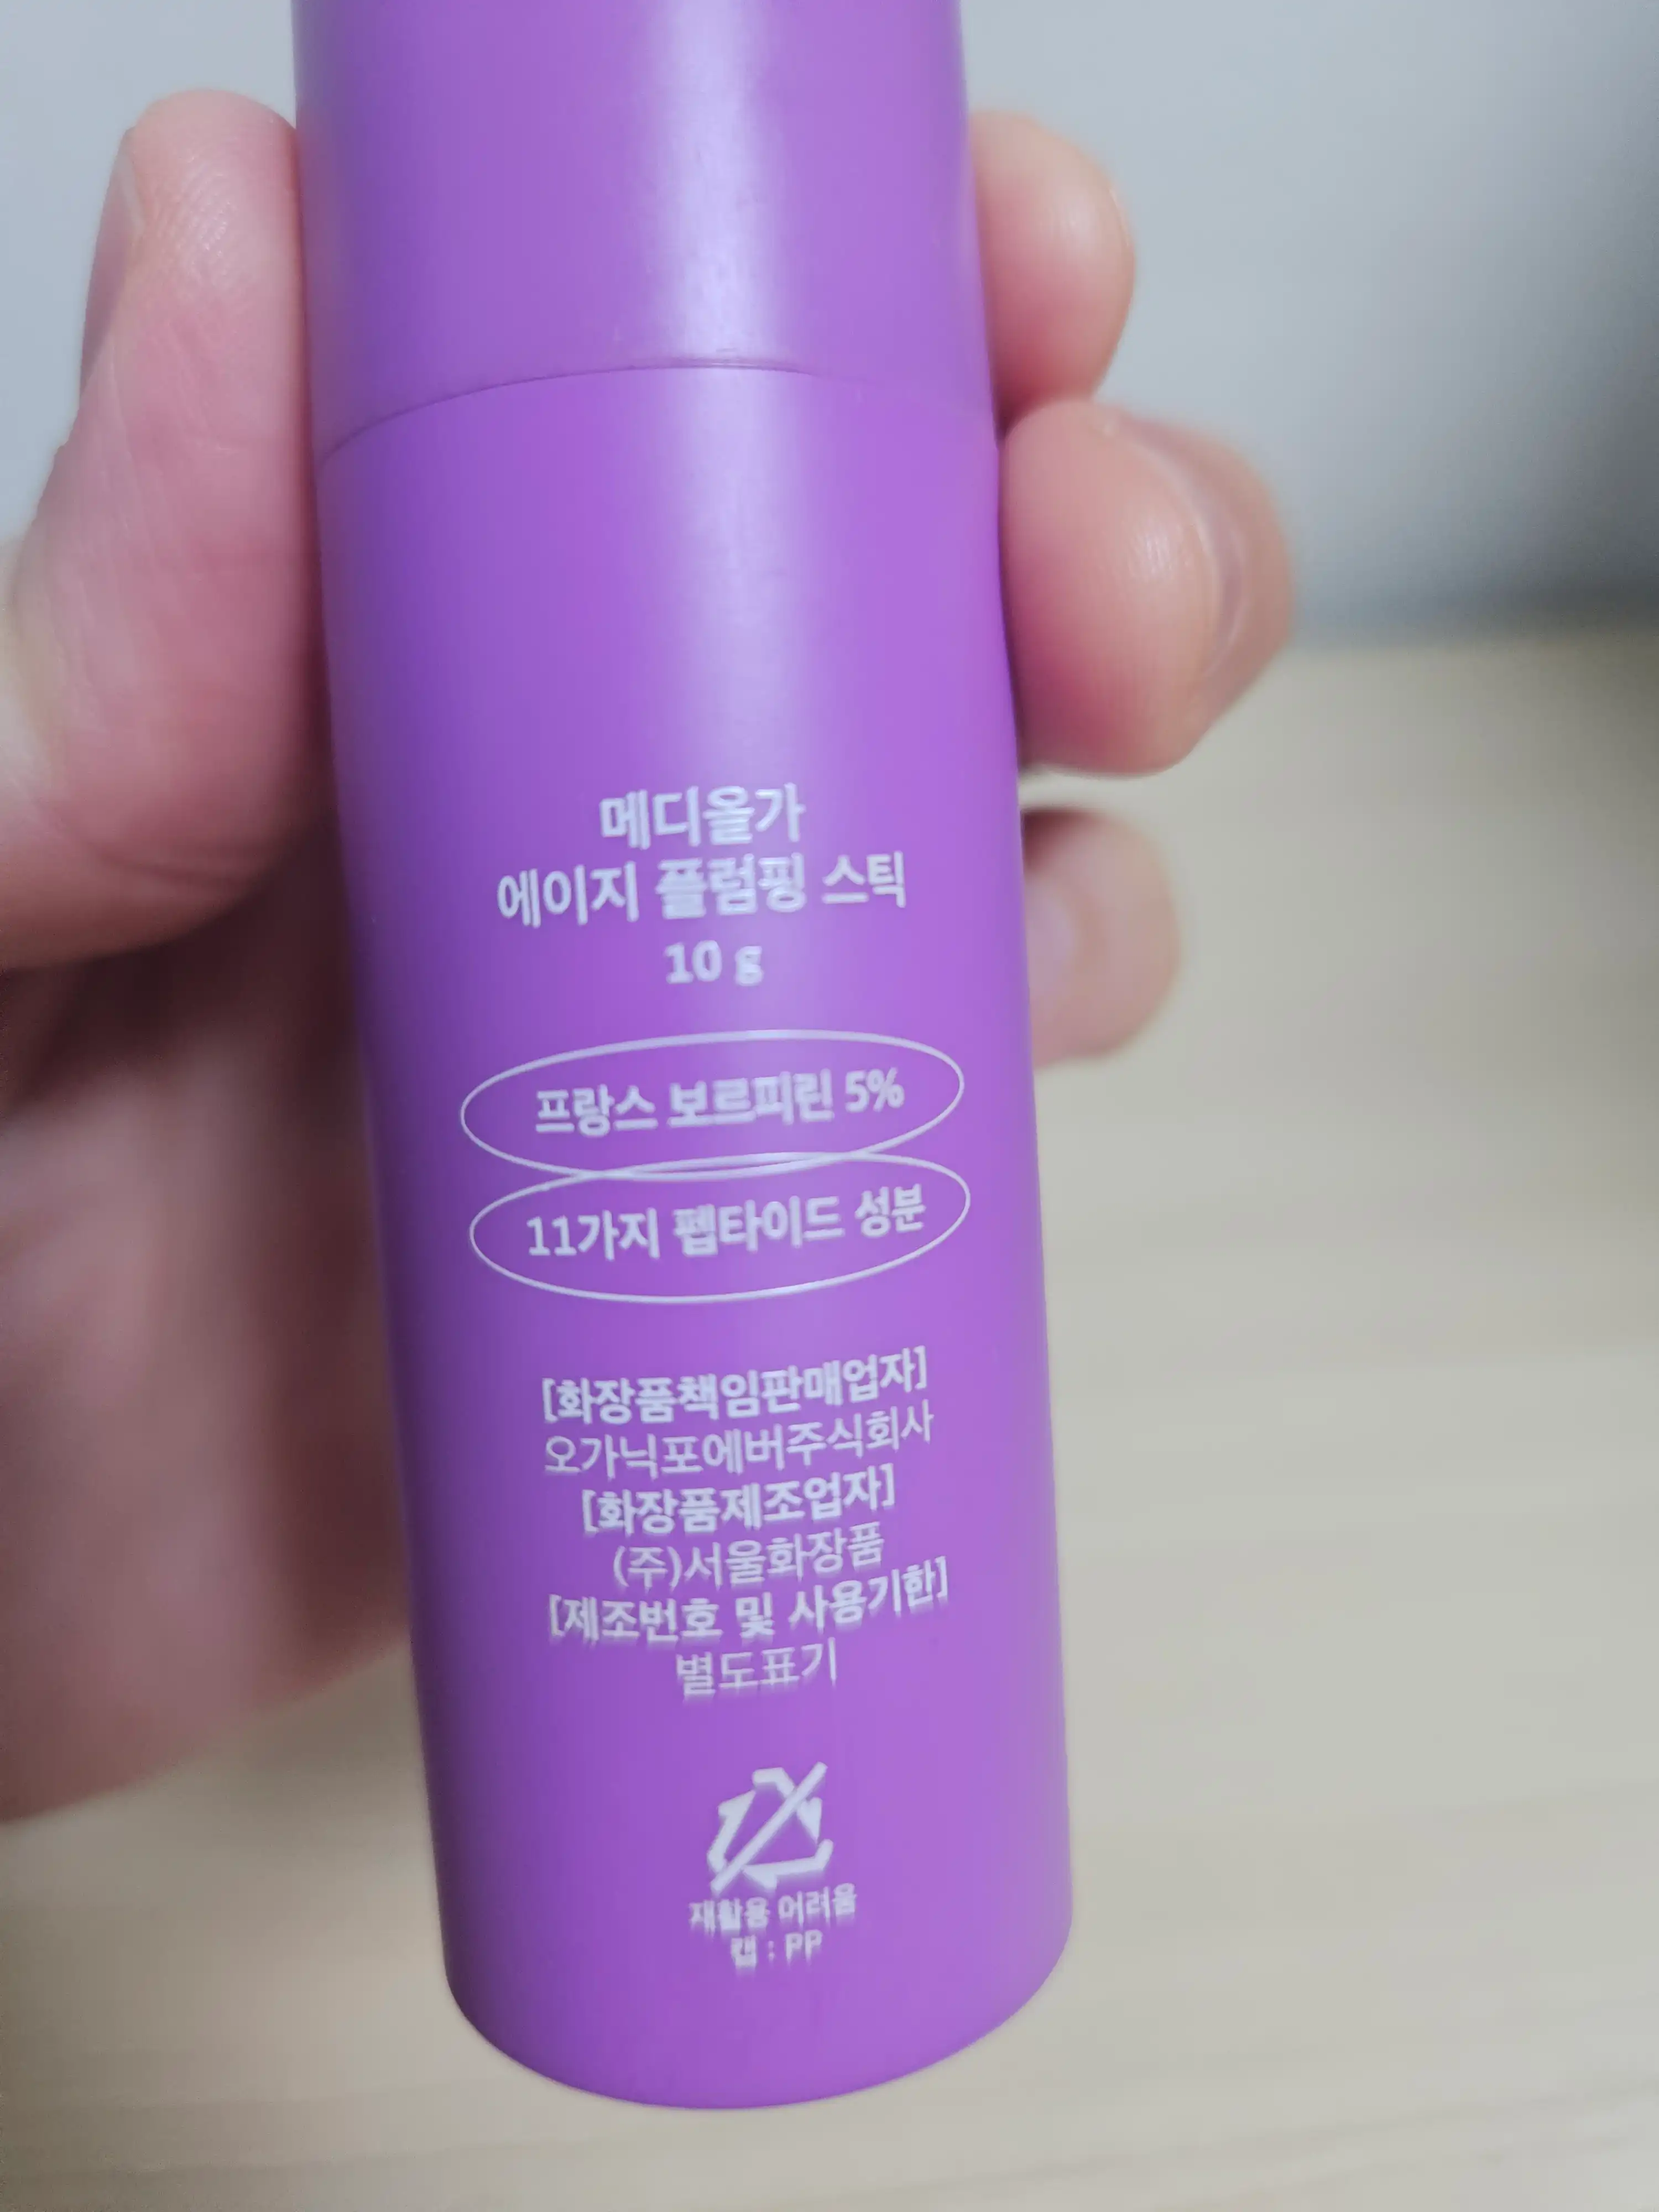 메디올가
에이지 플럼핑 스틱
10 g
프랑스 보르피린 5%
11가지 펩타이드 성분
[화장품책임판매업자]
오가닉포에버주식회사
[화장품제조업자]
(주)서울화장품
[제조번호 및 사용기한]
별도표기
재활용 어려움
캡 : PP